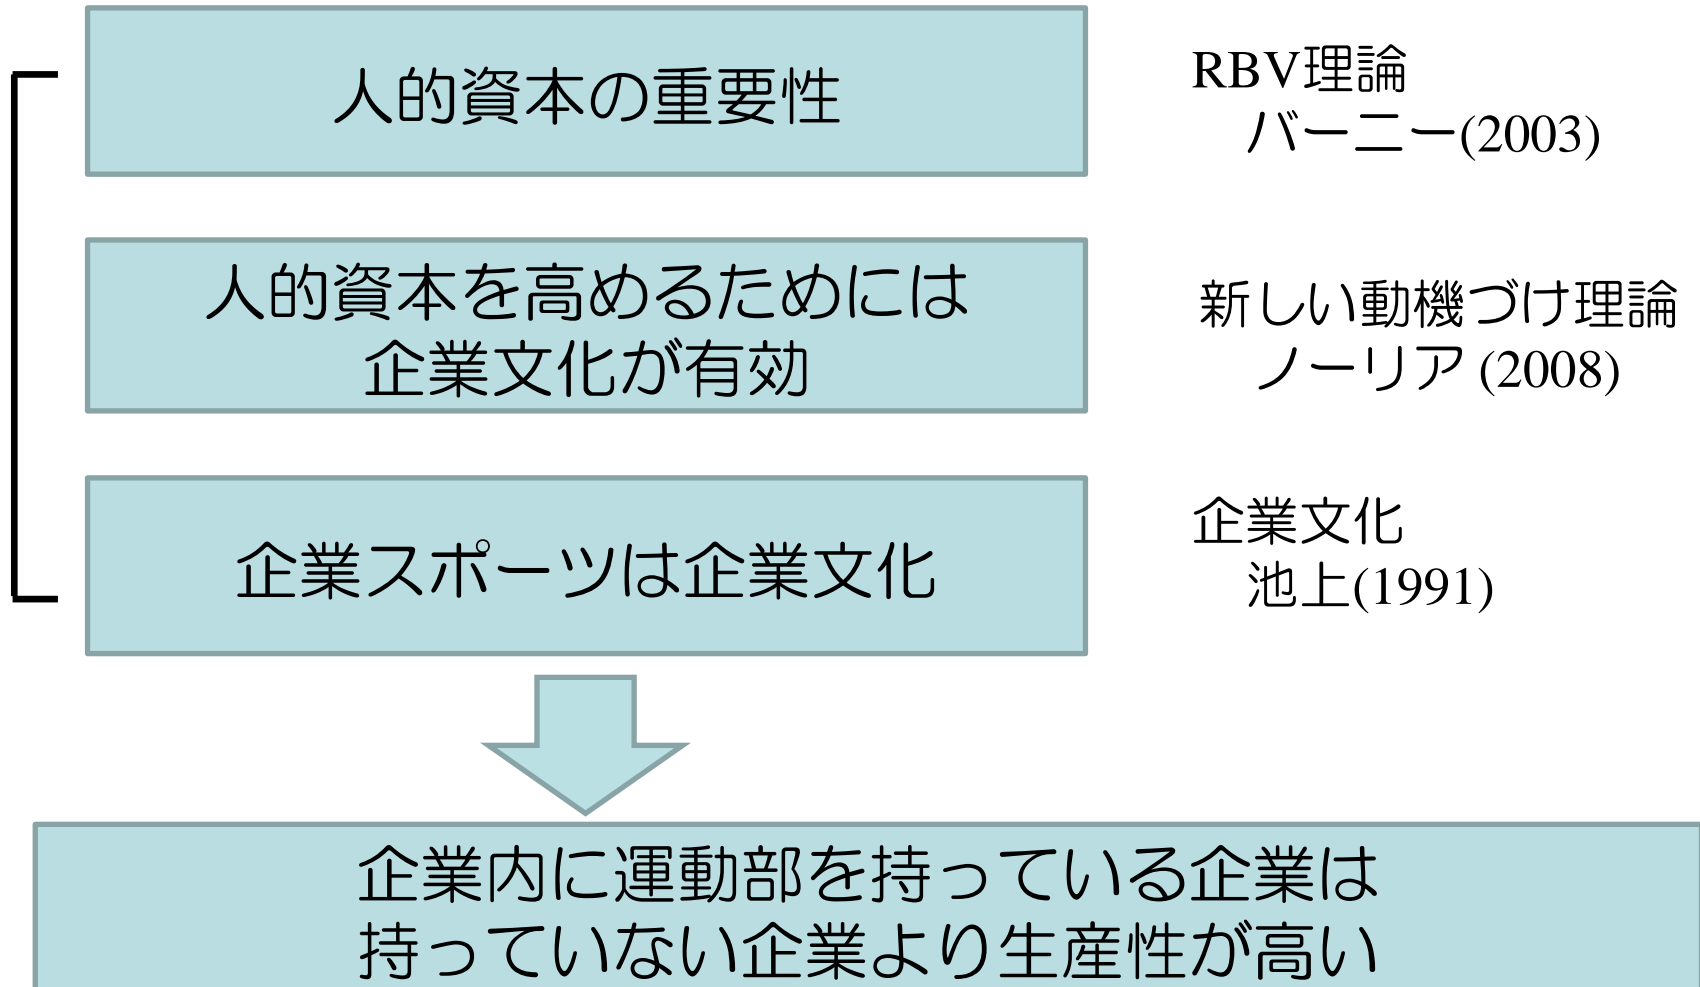 人的資本の重要性
RBV理論
バーニー(2003)
人的資本を高めるためには
企業文化が有効
新しい動機づけ理論
ノーリア (2008)
企業スポーツは企業文化
企業文化
池上(1991)
企業内に運動部を持っている企業は
持っていない企業より生産性が高い